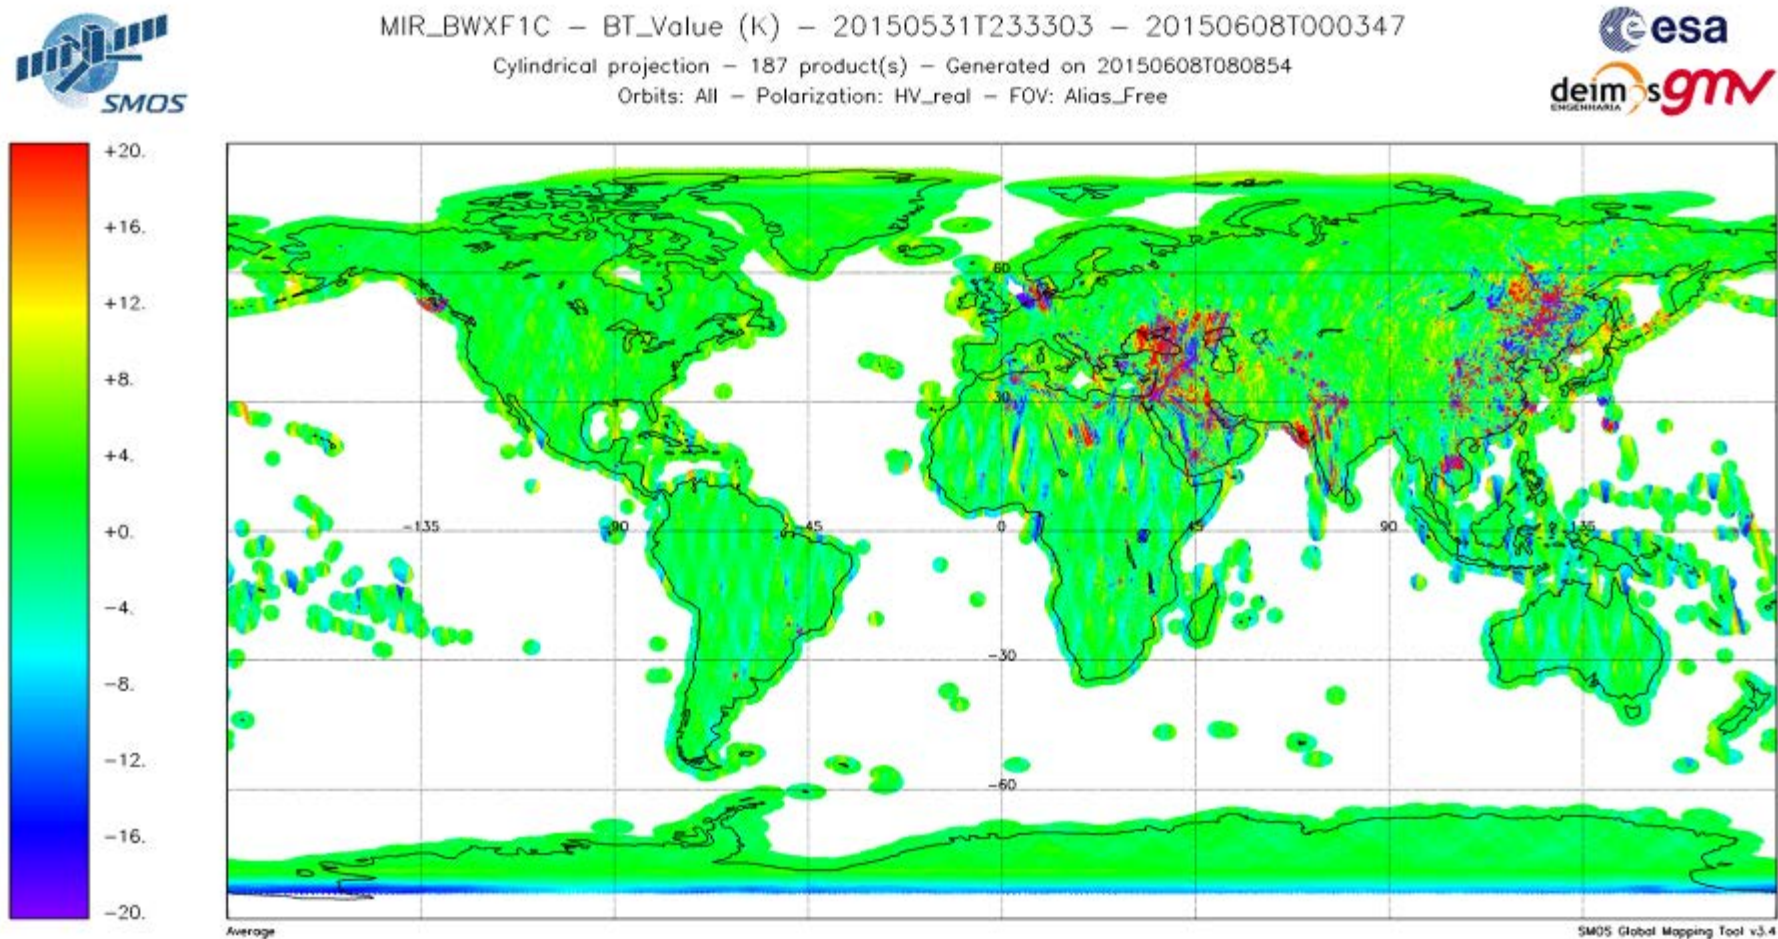 MIR_BWXF1C – BT_Value (K) – 20150531T233303 – 20150608T000347
Cylindrical projection – 187 product(s) – Generated on 20150608T080854
Orbits: All – Polarization: HV_real – FOV: Alias_Free
SMOS
esa
deimos
ENGENHARIA
gmv
+20.
+16.
+12.
+8.
+4.
+0.
−4.
−8.
−12.
−16.
−20.
60
30
−135
−90
−45
0
45
90
135
−30
−60
Average
SMOS Global Mapping Tool v3.4